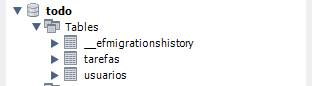 todo
Tables
__efmigrationshistory
tarefas
usuarios